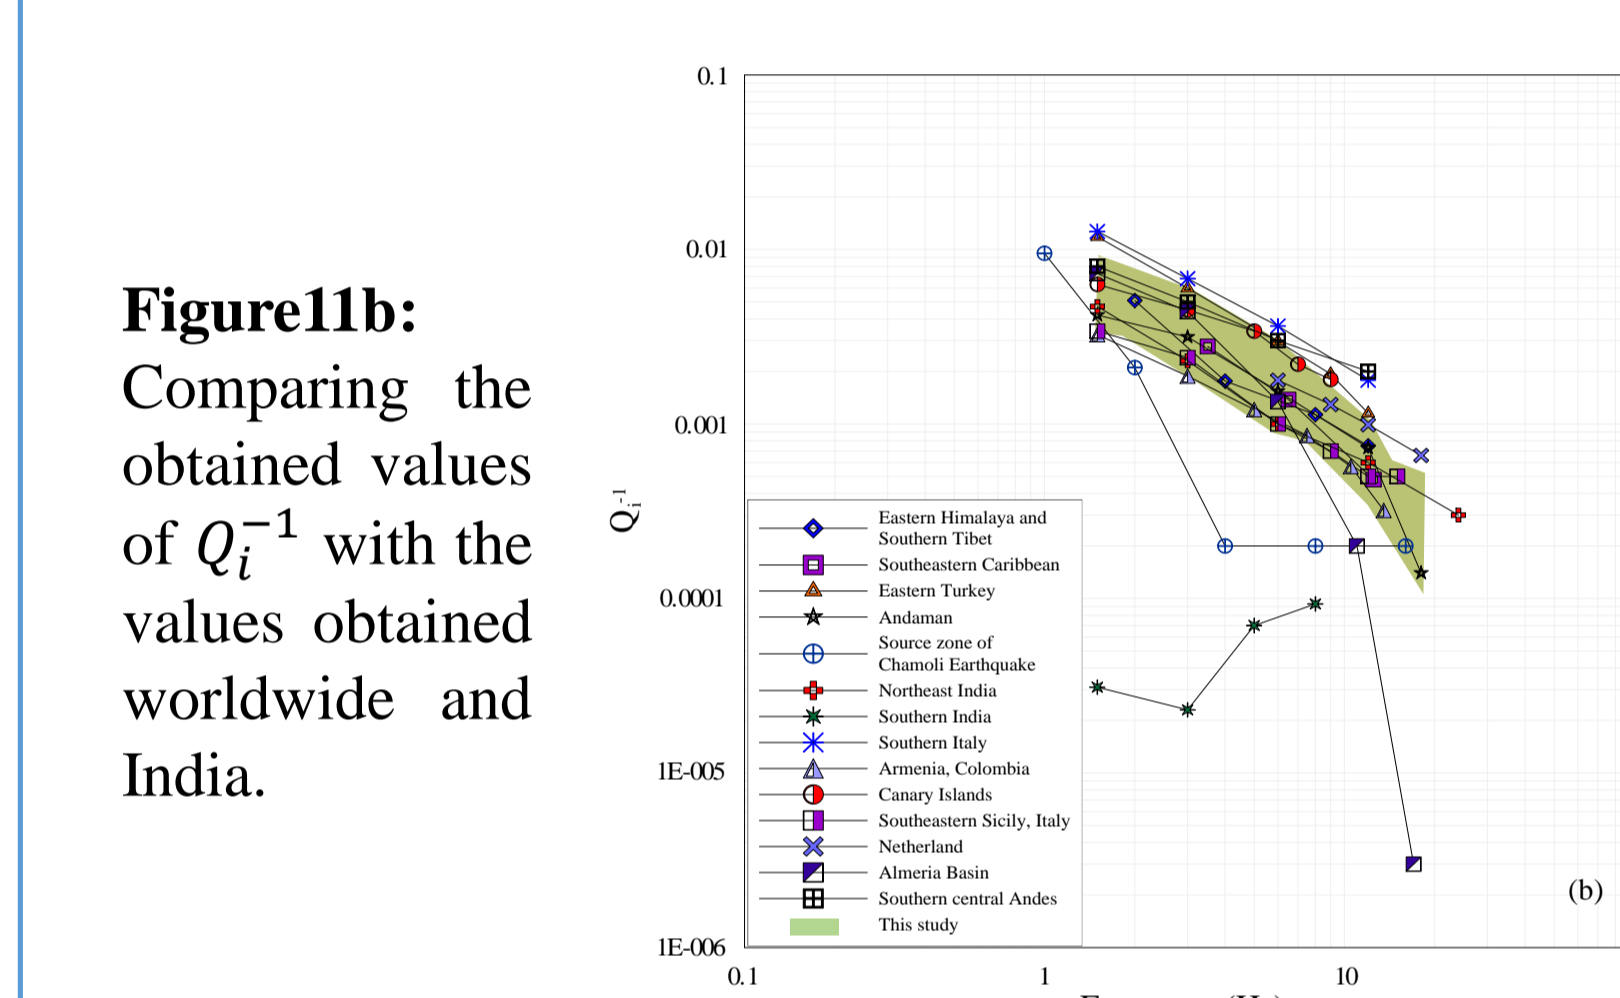 Figure11b:
Comparing the
obtained values
of Qᵢ⁻¹ with the
values obtained
worldwide and
India.
0.1
0.01
0.001
0.0001
1E-005
1E-006
Qᵢ⁻¹
Eastern Himalaya and
Southern Tibet
Southeastern Caribbean
Eastern Turkey
Andaman
Source zone of
Chamoli Earthquake
Northeast India
Southern India
Southern Italy
Armenia, Colombia
Canary Islands
Southeastern Sicily, Italy
Netherland
Almeria Basin
Southern central Andes
This study
(b)
0.1
1
10